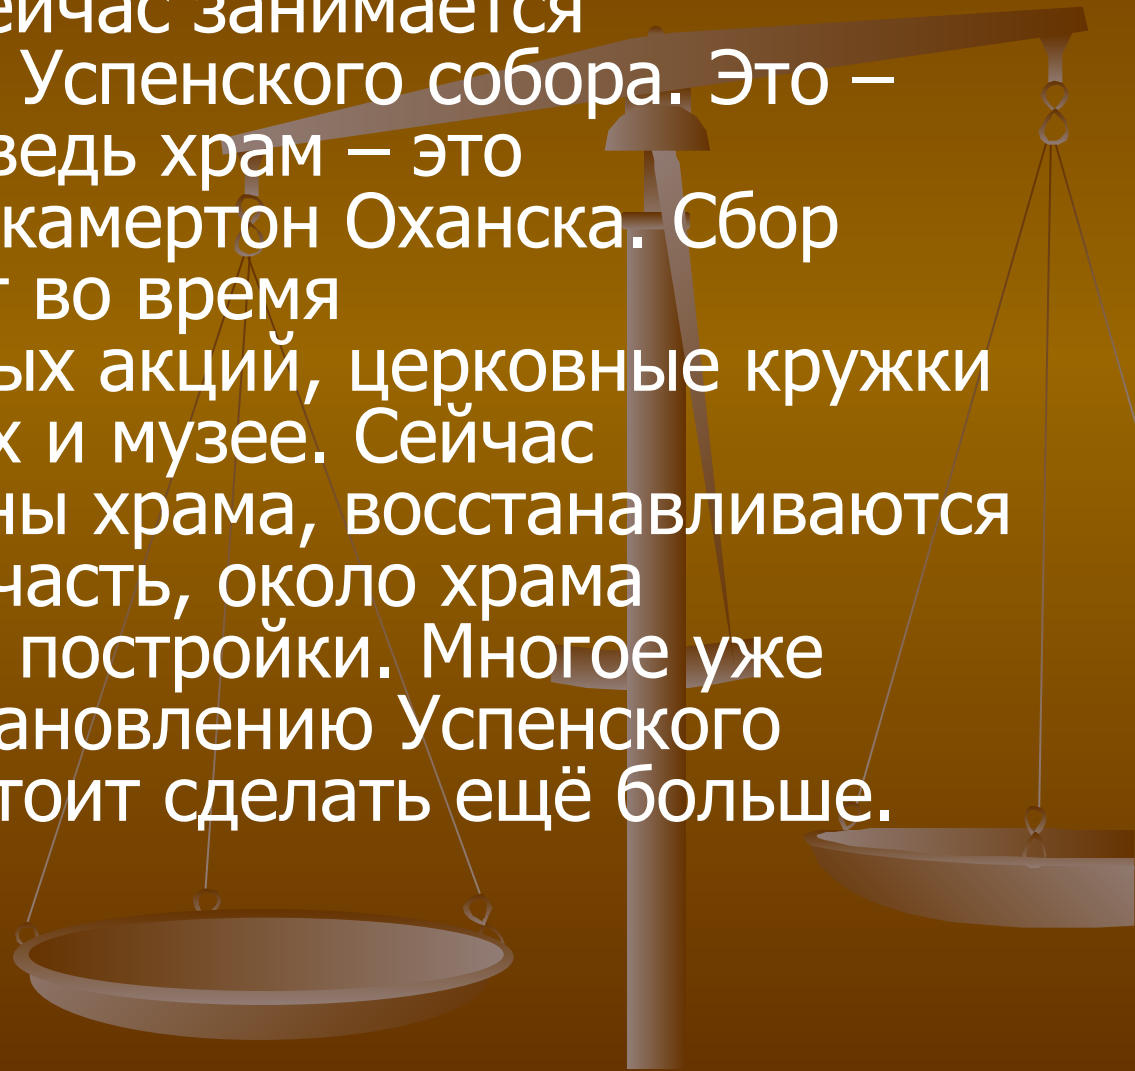 ейчас занимается
Успенского собора. Это –
ведь храм – это
камертон Оханска. Сбор
т во время
ых акций, церковные кружки
х и музее. Сейчас
ны храма, восстанавливаются
часть, около храма
постройки. Многое уже
ановлению Успенского
тоит сделать ещё больше.